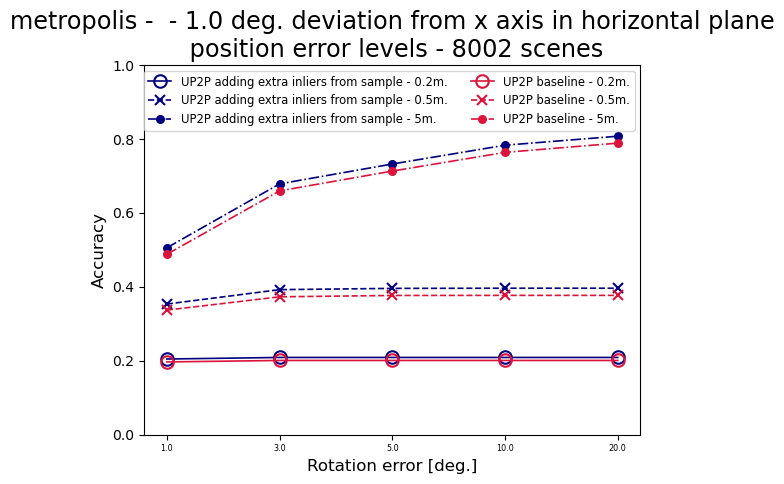 metropolis -  - 1.0 deg. deviation from x axis in horizontal plane
position error levels - 8002 scenes
UP2P adding extra inliers from sample - 0.2m.
UP2P adding extra inliers from sample - 0.5m.
UP2P adding extra inliers from sample - 5m.
UP2P baseline - 0.2m.
UP2P baseline - 0.5m.
UP2P baseline - 5m.
Accuracy
1.0
0.8
0.6
0.4
0.2
0.0
1.0 3.0 5.0 10.0 20.0
Rotation error [deg.]